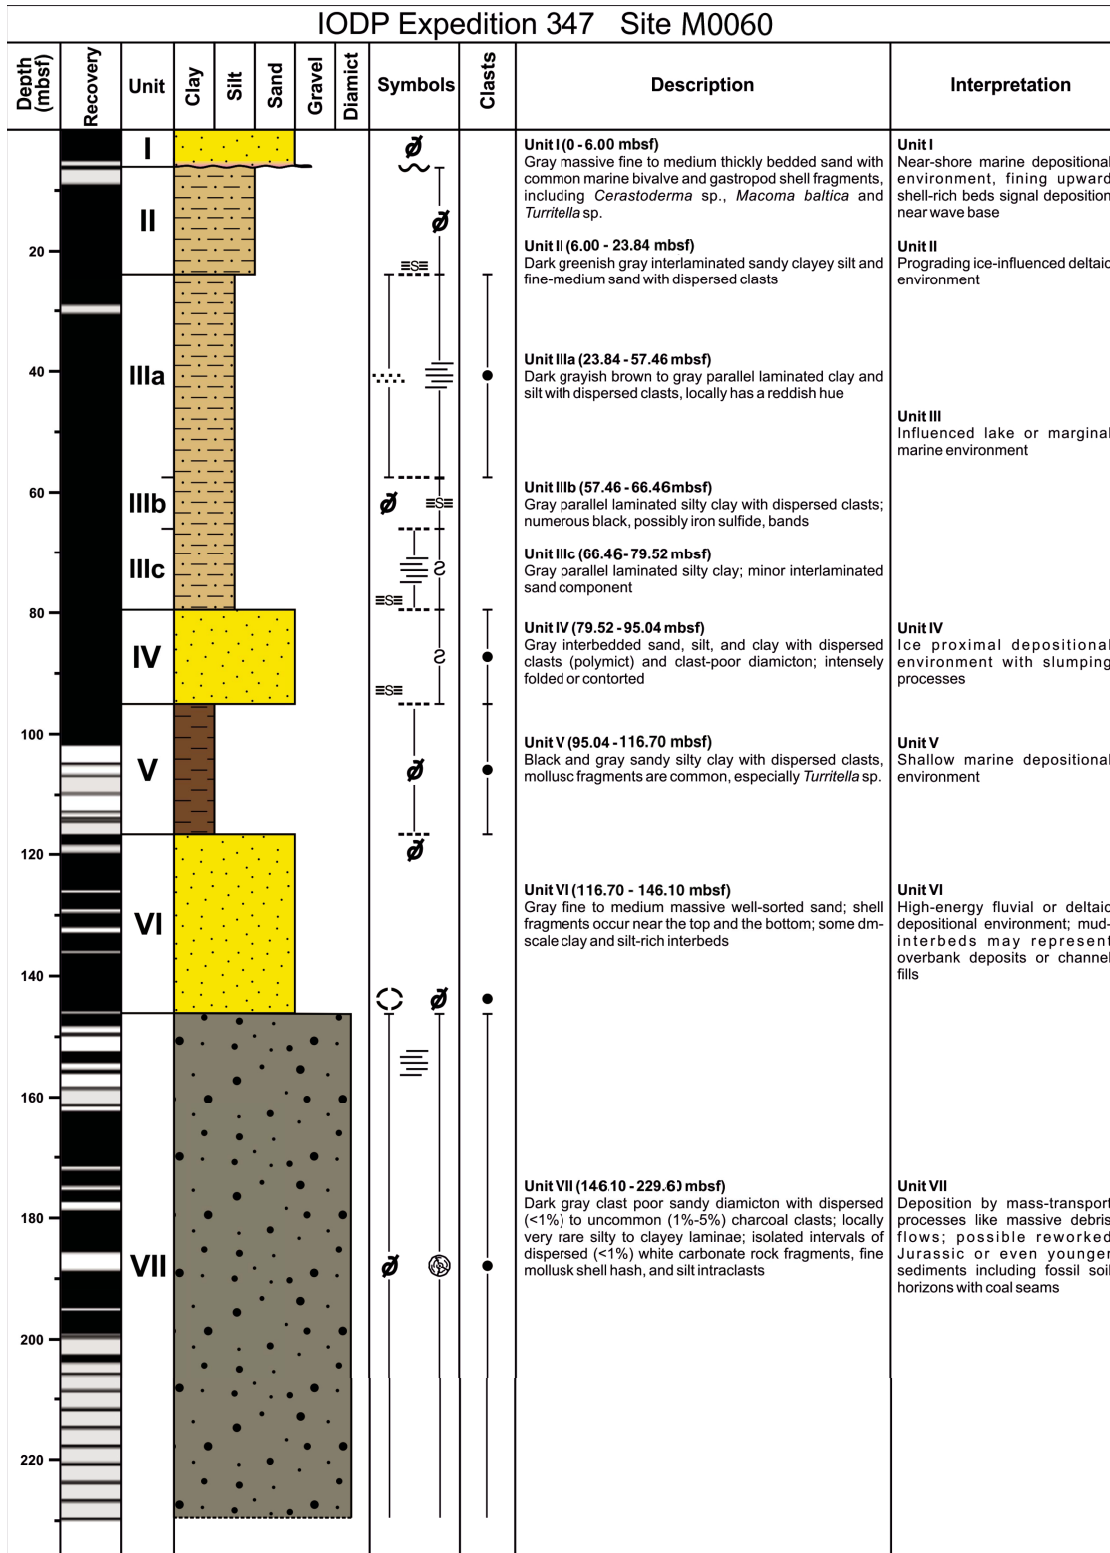 IODP Expedition 347 Site M0060
Depth (mbsf)
Recovery
Unit
Clay
Silt
Sand
Gravel
Diamict
Symbols
Clasts
Description
Interpretation
I
Unit I (0 - 6.00 mbsf)
Gray massive fine to medium thickly bedded sand with
common marine bivalve and gastropod shell fragments,
including Cerastoderma sp., Macoma baltica and
Turritella sp.
Unit I
Near-shore marine depositional
environment, fining upward
shell-rich beds signal deposition
near wave base
II
20
Unit II (6.00 - 23.84 mbsf)
Dark greenish gray interlaminated sandy clayey silt and
fine-medium sand with dispersed clasts
Unit II
Prograding ice-influenced deltaic
environment
40
IIIa
Unit IIIa (23.84 - 57.46 mbsf)
Dark grayish brown to gray parallel laminated clay and
silt with dispersed clasts, locally has a reddish hue
Unit III
Influenced lake or marginal
marine environment
60
IIIb
Unit IIIb (57.46 - 66.46mbsf)
Gray parallel laminated silty clay with dispersed clasts;
numerous black, possibly iron sulfide, bands
IIIc
Unit IIIc (66.46- 79.52 mbsf)
Gray parallel laminated silty clay; minor interlaminated
sand component
80
IV
Unit IV (79.52 - 95.04 mbsf)
Gray interbedded sand, silt, and clay with dispersed
clasts (polymict) and clast-poor diamicton; intensely
folded or contorted
Unit IV
Ice proximal depositional
environment with slumping
processes
100
V
Unit V (95.04 - 116.70 mbsf)
Black and gray sandy silty clay with dispersed clasts,
mollusc fragments are common, especially Turritella sp.
Unit V
Shallow marine depositional
environment
120
VI
140
Unit VI (116.70 - 146.10 mbsf)
Gray fine to medium massive well-sorted sand; shell
fragments occur near the top and the bottom; some dm-
scale clay and silt-rich interbeds
Unit VI
High-energy fluvial or deltaic
depositional environment; mud-
interbeds may represent
overbank deposits or channel
fills
160
180
VII
200
220
Unit VII (146.10 - 229.60 mbsf)
Dark gray clast poor sandy diamicton with dispersed
(<1%) to uncommon (1%-5%) charcoal clasts; locally
very rare silty to clayey laminae; isolated intervals of
dispersed (<1%) white carbonate rock fragments, fine
mollusk shell hash, and silt intraclasts
Unit VII
Deposition by mass-transport
processes like massive debris
flows; possible reworked
Jurassic or even younger
sediments including fossil soil
horizons with coal seams